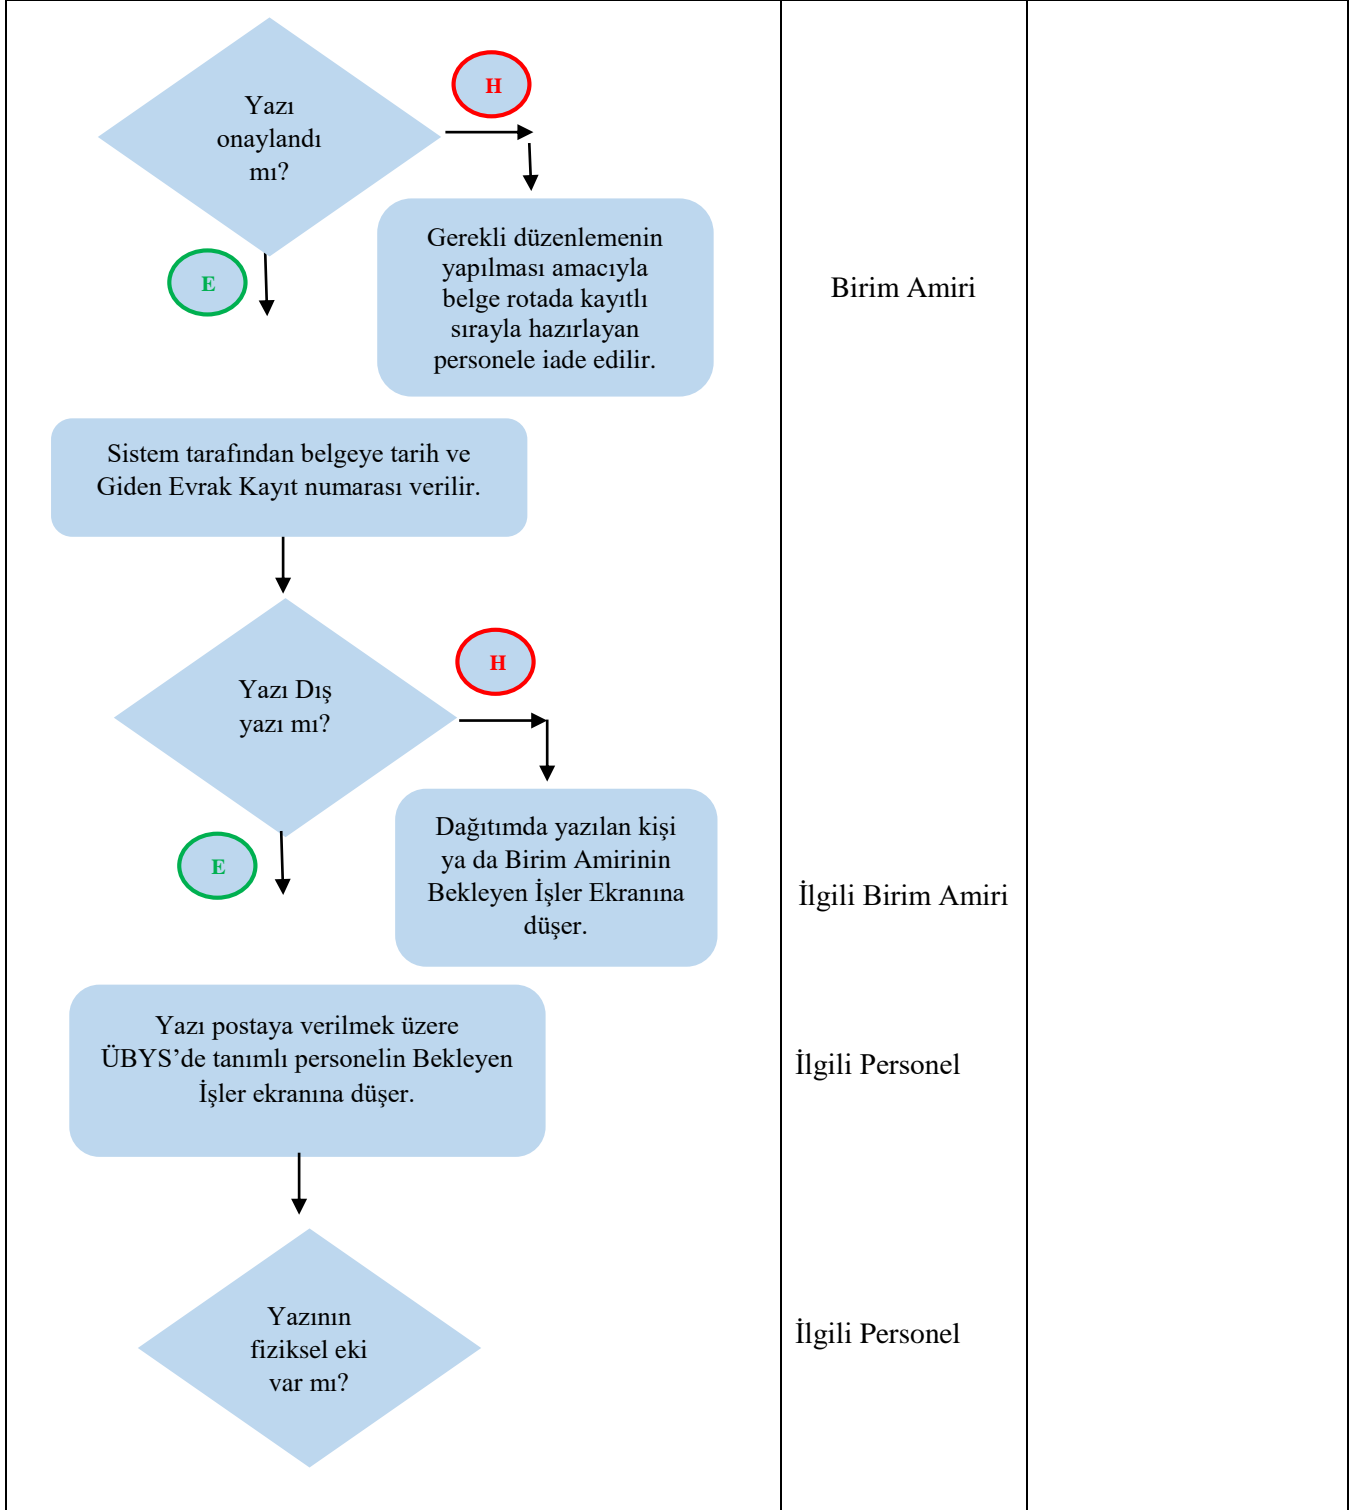 H
Yazı
onaylandı
mı?
Gerekli düzenlemenin
yapılması amacıyla
belge rotada kayıtlı
sırayla hazırlayan
personele iade edilir.
E
Birim Amiri
Sistem tarafından belgeye tarih ve
Giden Evrak Kayıt numarası verilir.
H
Yazı Dış
yazı mı?
Dağıtımda yazılan kişi
ya da Birim Amirinin
Bekleyen İşler Ekranına
düşer.
E
İlgili Birim Amiri
Yazı postaya verilmek üzere
ÜBYS’de tanımlı personelin Bekleyen
İşler ekranına düşer.
İlgili Personel
Yazının
fiziksel eki
var mı?
İlgili Personel